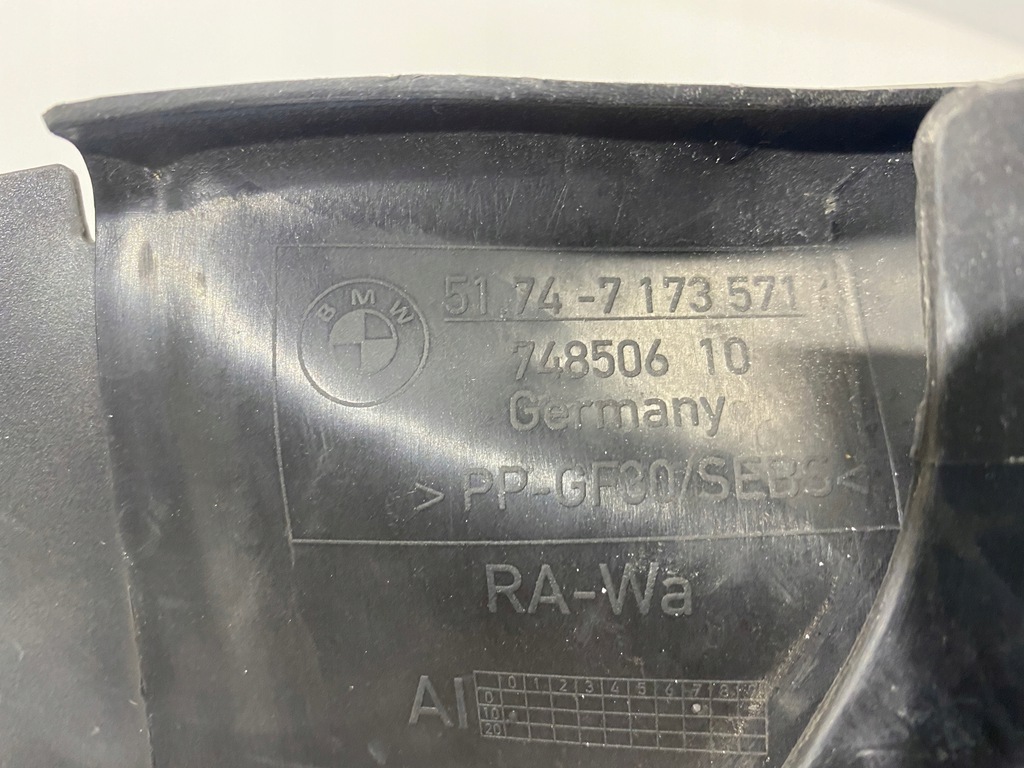 BMW
51 74-7 173 571
748506 10
Germany
>PP-GF30/SEBS<
RA-Wa
AI
0 1 2 3 4 5 6 7 8
0
10
20